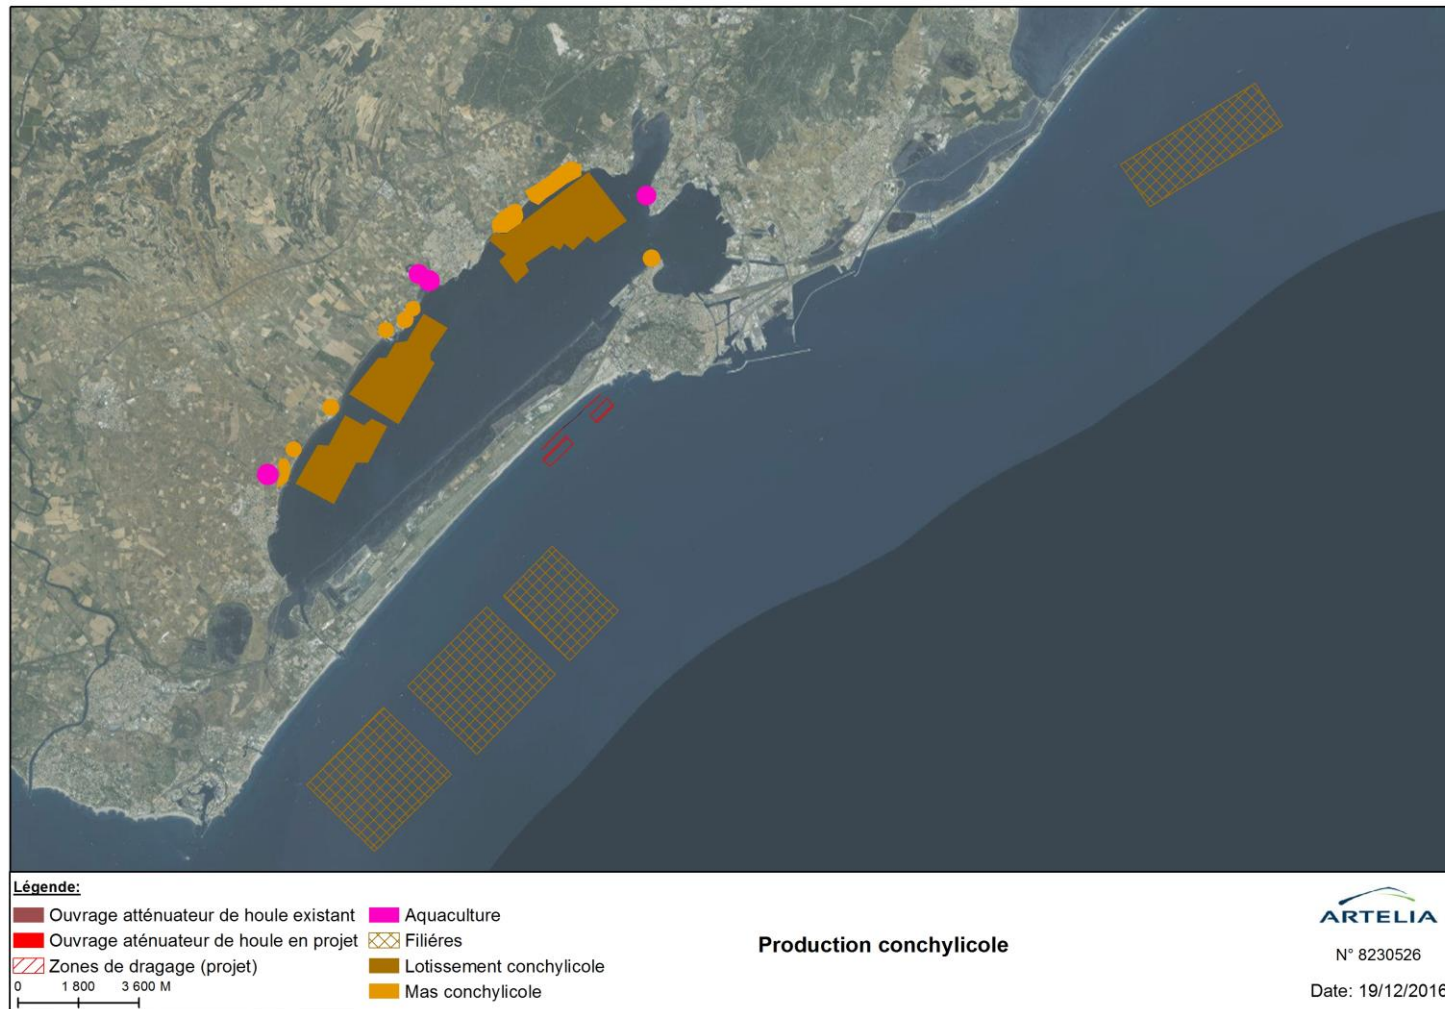 Légende:
Ouvrage atténuateur de houle existant
Ouvrage aténuateur de houle en projet
Zones de dragage (projet)
0 1 800 3 600 M
Aquaculture
Filiéres
Lotissement conchylicole
Mas conchylicole
Production conchylicole
ARTELIA
N° 8230526
Date: 19/12/2016